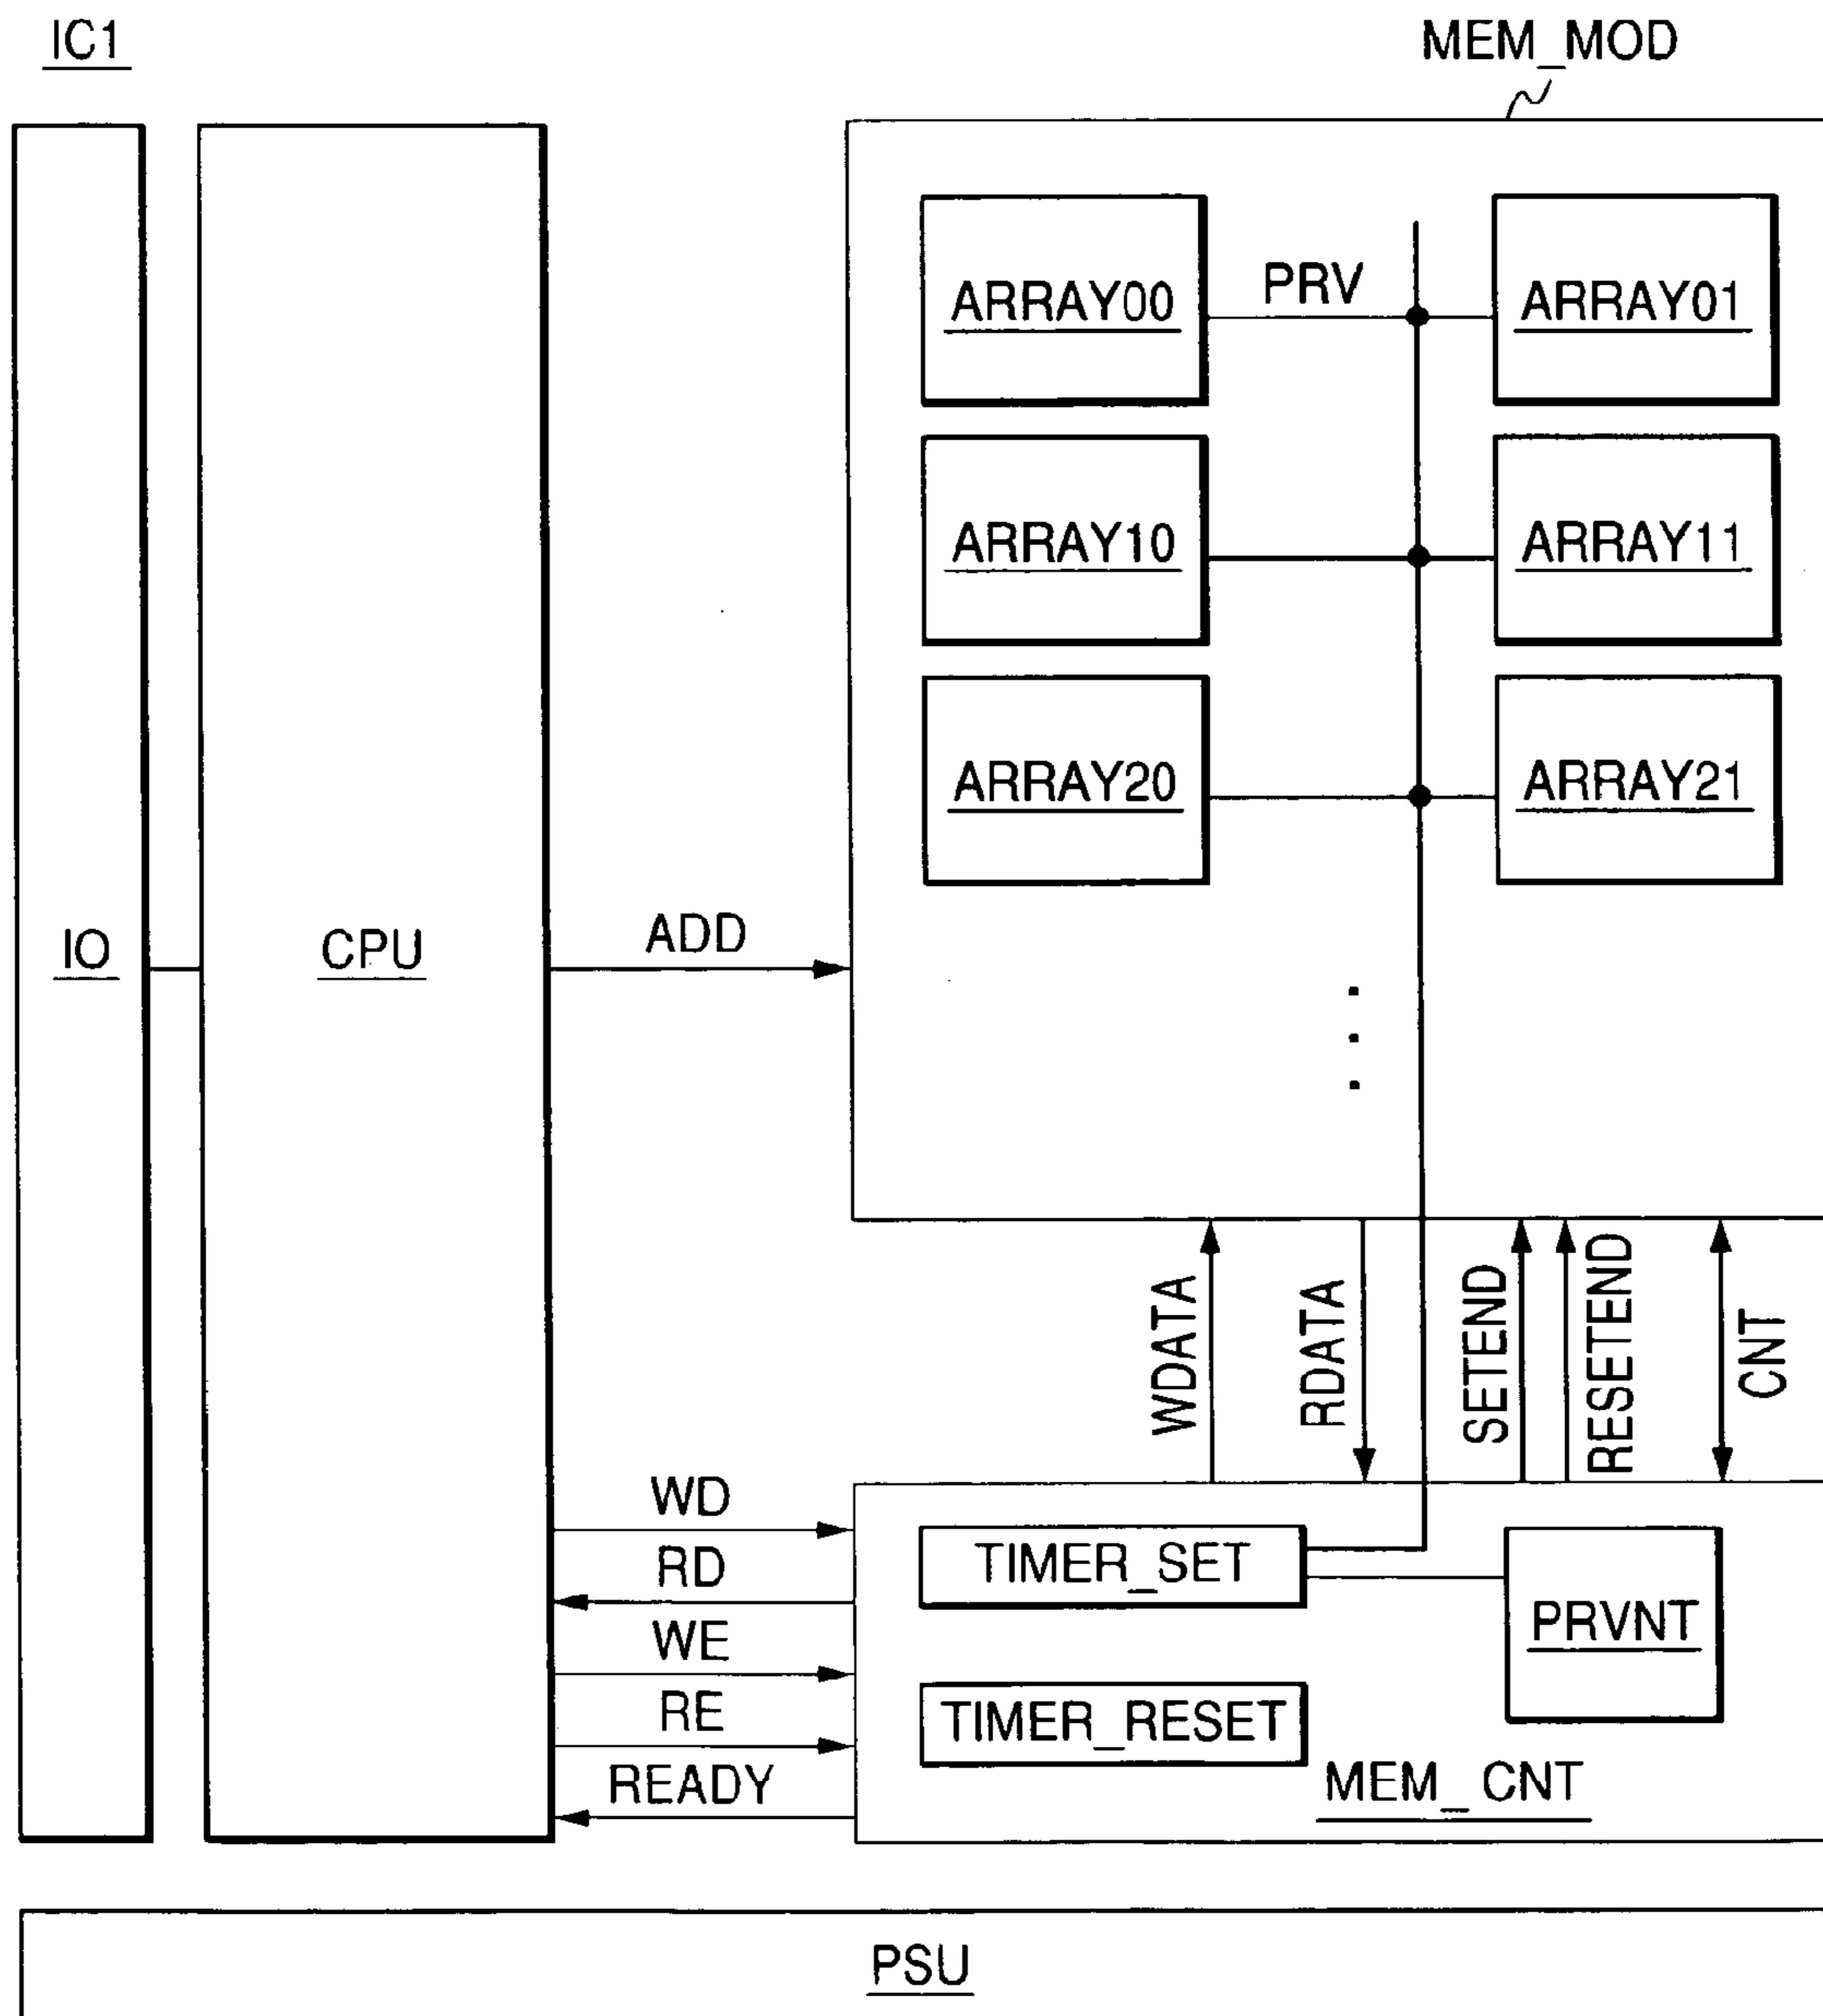 IC1
MEM_MOD
ARRAY00
PRV
ARRAY01
ARRAY10
ARRAY11
ARRAY20
ARRAY21
IO
CPU
ADD
WDATA
RDATA
SETEND
RESETEND
CNT
WD
RD
WE
RE
READY
TIMER_SET
PRVNT
TIMER_RESET
MEM_CNT
PSU